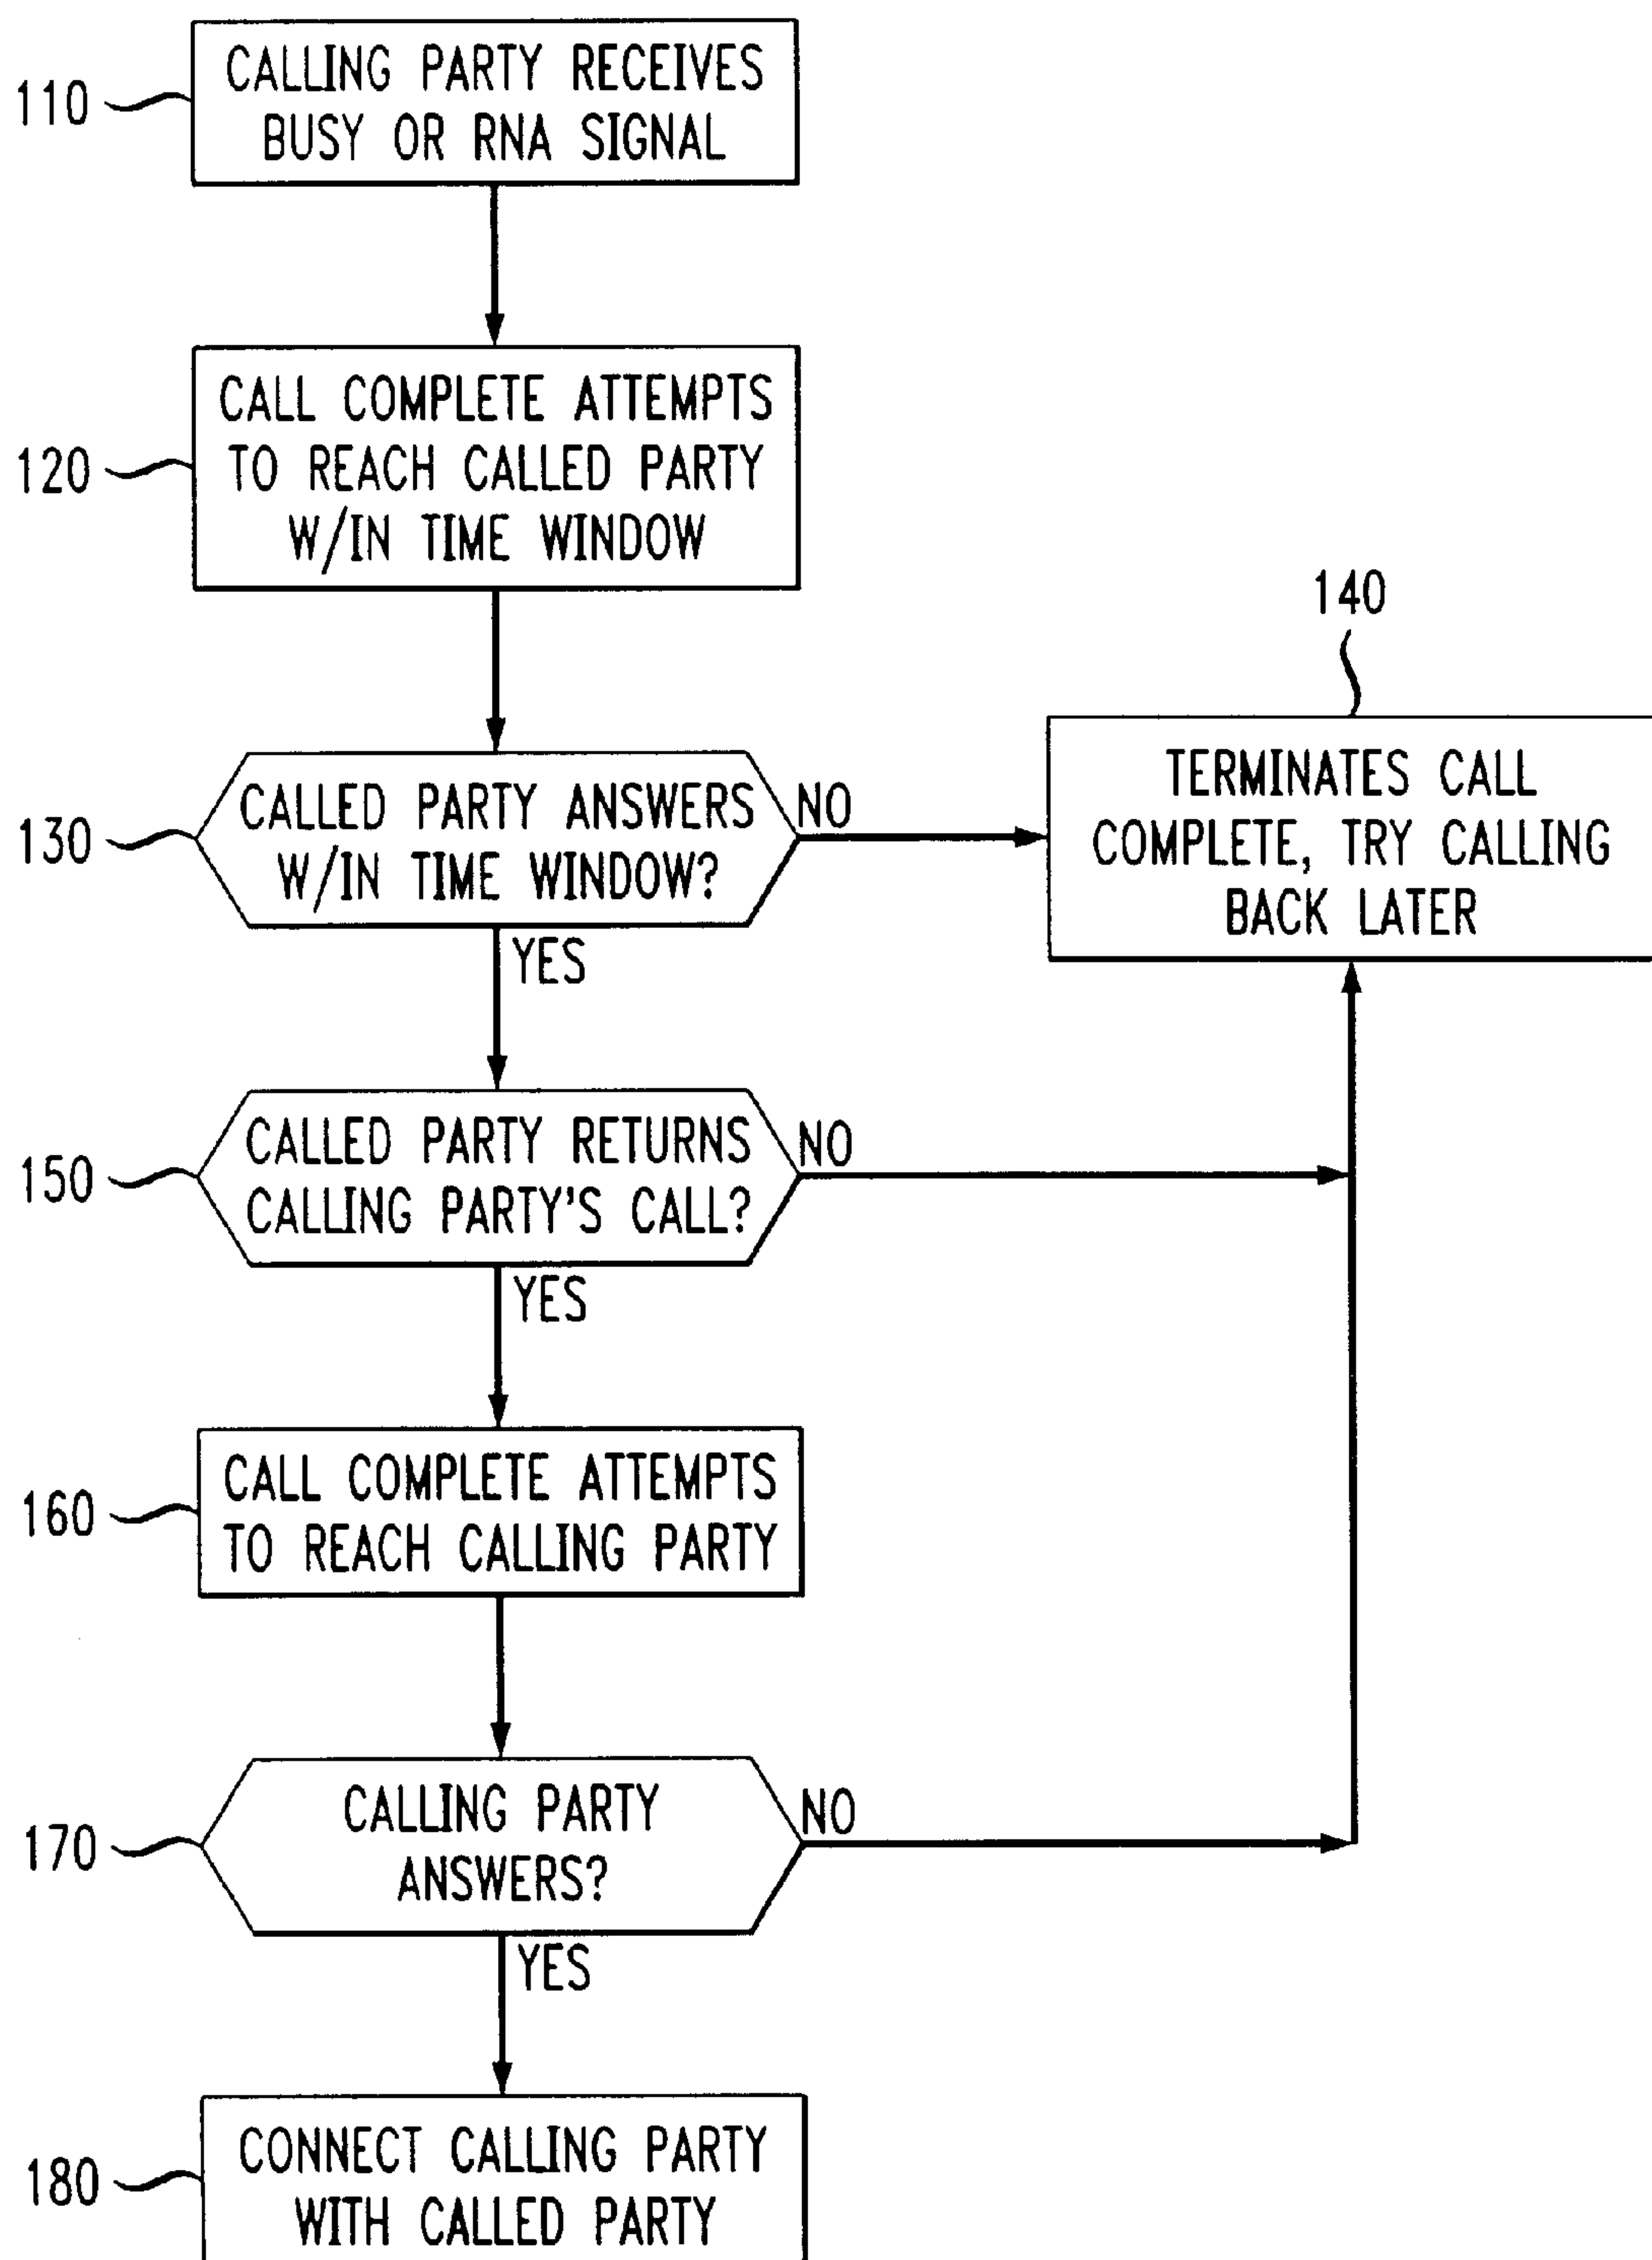 110
CALLING PARTY RECEIVES
BUSY OR RNA SIGNAL
120
CALL COMPLETE ATTEMPTS
TO REACH CALLED PARTY
W/IN TIME WINDOW
130
CALLED PARTY ANSWERS
W/IN TIME WINDOW?
NO
YES
140
TERMINATES CALL
COMPLETE, TRY CALLING
BACK LATER
150
CALLED PARTY RETURNS
CALLING PARTY'S CALL?
NO
YES
160
CALL COMPLETE ATTEMPTS
TO REACH CALLING PARTY
170
CALLING PARTY
ANSWERS?
NO
YES
180
CONNECT CALLING PARTY
WITH CALLED PARTY